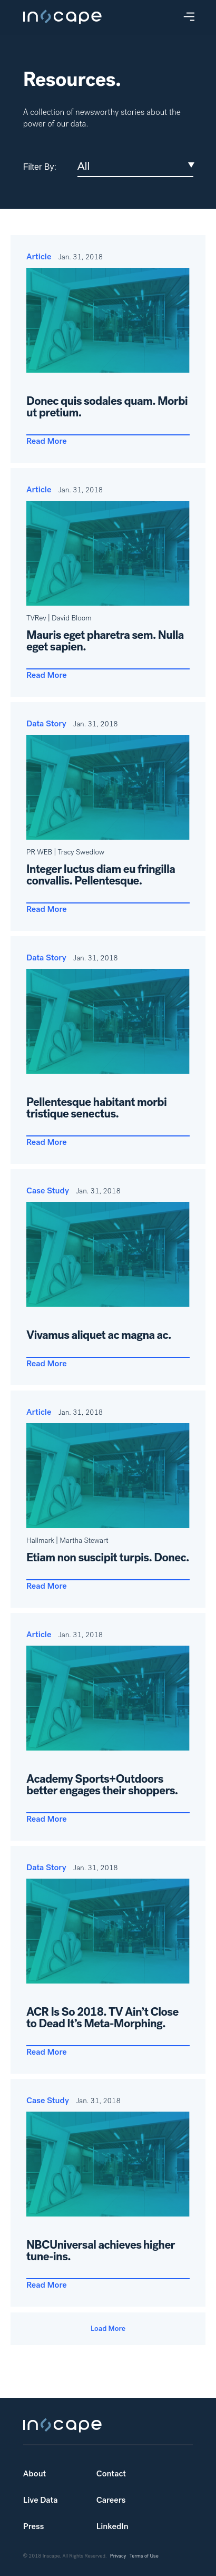 inscape
Resources.
A collection of newsworthy stories about the
power of our data.
Filter By: All
Article Jan. 31, 2018
Donec quis sodales quam. Morbi
ut pretium.
Read More
Article Jan. 31, 2018
TVRev | David Bloom
Mauris eget pharetra sem. Nulla
eget sapien.
Read More
Data Story Jan. 31, 2018
PR WEB | Tracy Swedlow
Integer luctus diam eu fringilla
convallis. Pellentesque.
Read More
Data Story Jan. 31, 2018
Pellentesque habitant morbi
tristique senectus.
Read More
Case Study Jan. 31, 2018
Vivamus aliquet ac magna ac.
Read More
Article Jan. 31, 2018
Hallmark | Martha Stewart
Etiam non suscipit turpis. Donec.
Read More
Article Jan. 31, 2018
Academy Sports+Outdoors
better engages their shoppers.
Read More
Data Story Jan. 31, 2018
ACR Is So 2018. TV Ain't Close
to Dead It's Meta-Morphing.
Read More
Case Study Jan. 31, 2018
NBCUniversal achieves higher
tune-ins.
Read More
Load More
inscape
About Contact
Live Data Careers
Press LinkedIn
© 2018 Inscape. All Rights Reserved Privacy Terms of Use